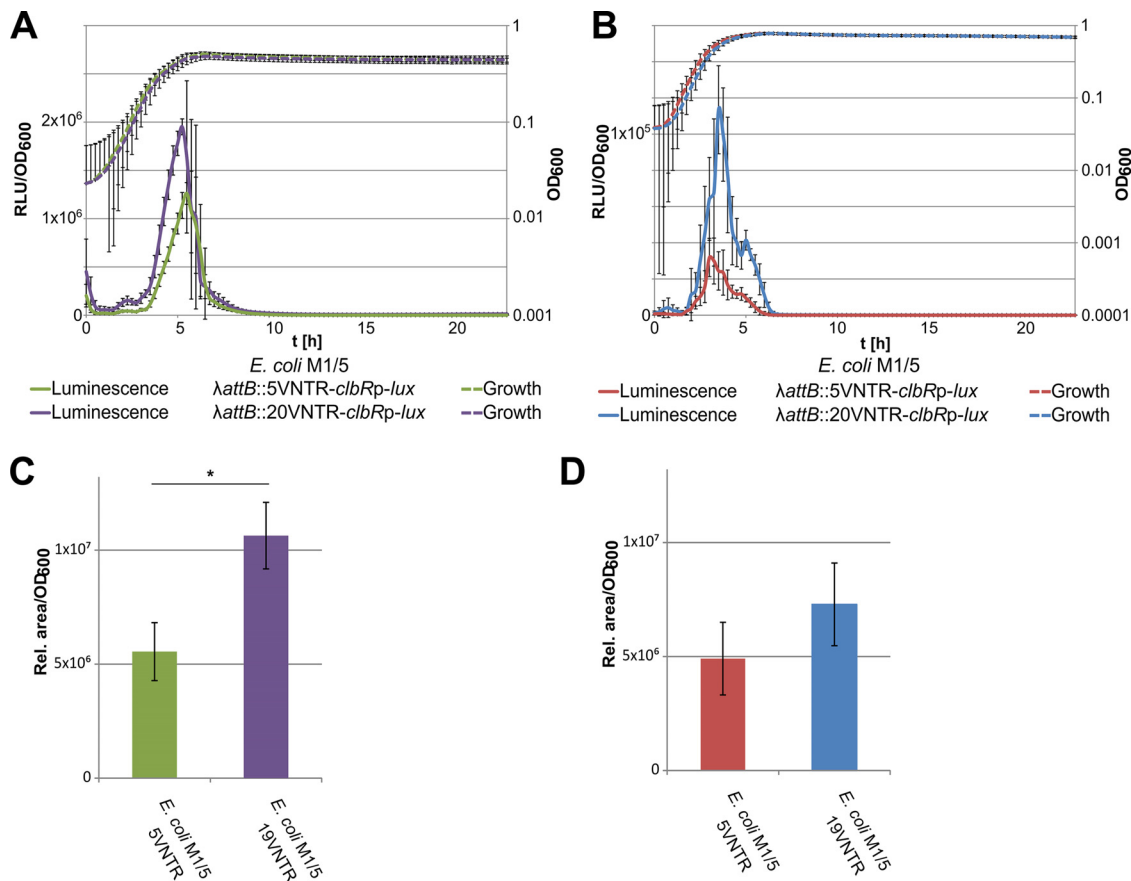 A
RLU/OD600
2x10⁶
1x10⁶
0
1
0.1
0.01
0.001
OD600
0 5 10 15 20
t [h]
E. coli M1/5
Luminescence λattB::5VNTR-clbRp-lux Growth
Luminescence λattB::20VNTR-clbRp-lux Growth
B
RLU/OD600
1x10⁵
0
1
0.1
0.01
0.001
0.0001
OD600
0 5 10 15 20
t [h]
E. coli M1/5
Luminescence λattB::5VNTR-clbRp-lux Growth
Luminescence λattB::20VNTR-clbRp-lux Growth
C
*
Rel. area/OD600
1x10⁷
5x10⁶
0
E. coli M1/5
5VNTR
E. coli M1/5
19VNTR
D
Rel. area/OD600
1x10⁷
5x10⁶
0
E. coli M1/5
5VNTR
E. coli M1/5
19VNTR